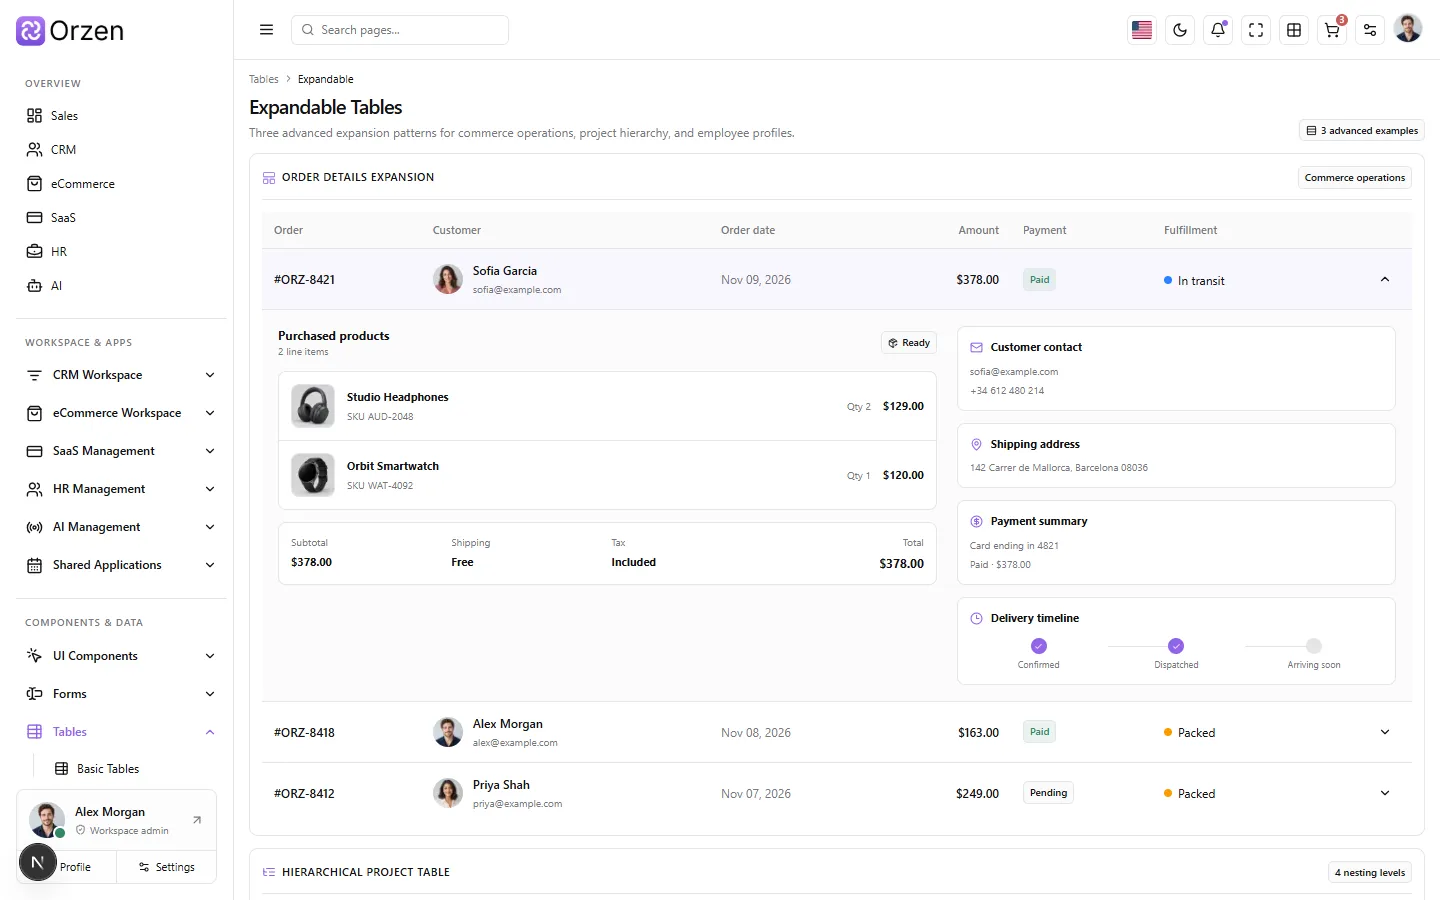 Orzen
OVERVIEW
Sales
CRM
eCommerce
SaaS
HR
AI
WORKSPACE & APPS
CRM Workspace
eCommerce Workspace
SaaS Management
HR Management
AI Management
Shared Applications
COMPONENTS & DATA
UI Components
Forms
Tables
Basic Tables
Alex Morgan
Workspace admin
N
Profile
Settings
Search pages...
3
Tables > Expandable
Expandable Tables
Three advanced expansion patterns for commerce operations, project hierarchy, and employee profiles.
3 advanced examples
ORDER DETAILS EXPANSION
Commerce operations
Order Customer Order date Amount Payment Fulfillment
#ORZ-8421 Sofia Garcia Nov 09, 2026 $378.00 Paid In transit
sofia@example.com
Purchased products
2 line items
Ready
Studio Headphones
SKU AUD-2048
Qty 2 $129.00
Orbit Smartwatch
SKU WAT-4092
Qty 1 $120.00
Subtotal Shipping Tax Total
$378.00 Free Included $378.00
Customer contact
sofia@example.com
+34 612 480 214
Shipping address
142 Carrer de Mallorca, Barcelona 08036
Payment summary
Card ending in 4821
Paid · $378.00
Delivery timeline
Confirmed Dispatched Arriving soon
#ORZ-8418 Alex Morgan Nov 08, 2026 $163.00 Paid Packed
alex@example.com
#ORZ-8412 Priya Shah Nov 07, 2026 $249.00 Pending Packed
priya@example.com
HIERARCHICAL PROJECT TABLE
4 nesting levels